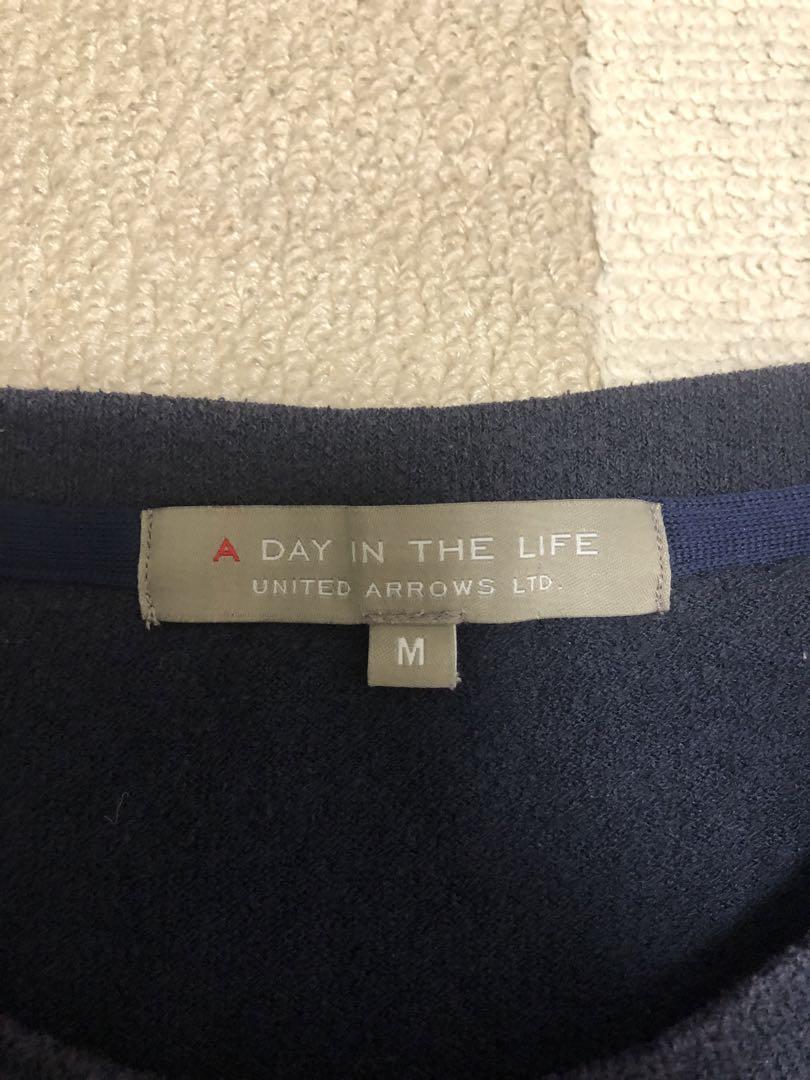 A DAY IN THE LIFE
UNITED ARROWS LTD.
M